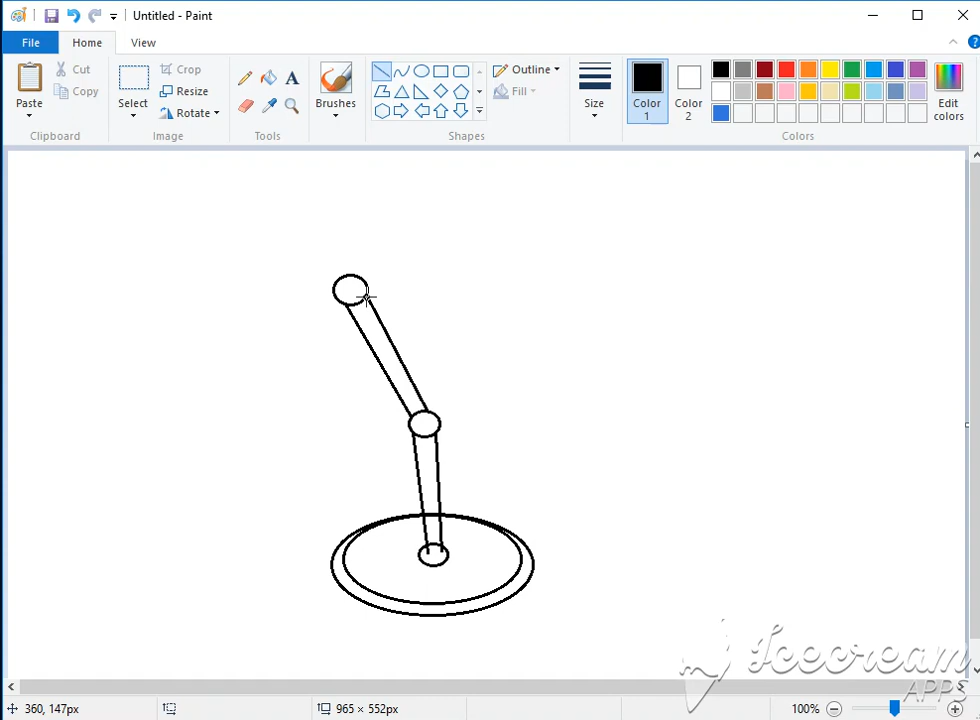 Untitled - Paint
File Home View
Paste
Cut
Copy
Clipboard
Select
Crop
Resize
Rotate
Image
A
Tools
Brushes
Outline
Fill
Shapes
Size
Color 1
Color 2
Edit colors
Colors
Icecream
APPS
360, 147px
965 × 552px
100%